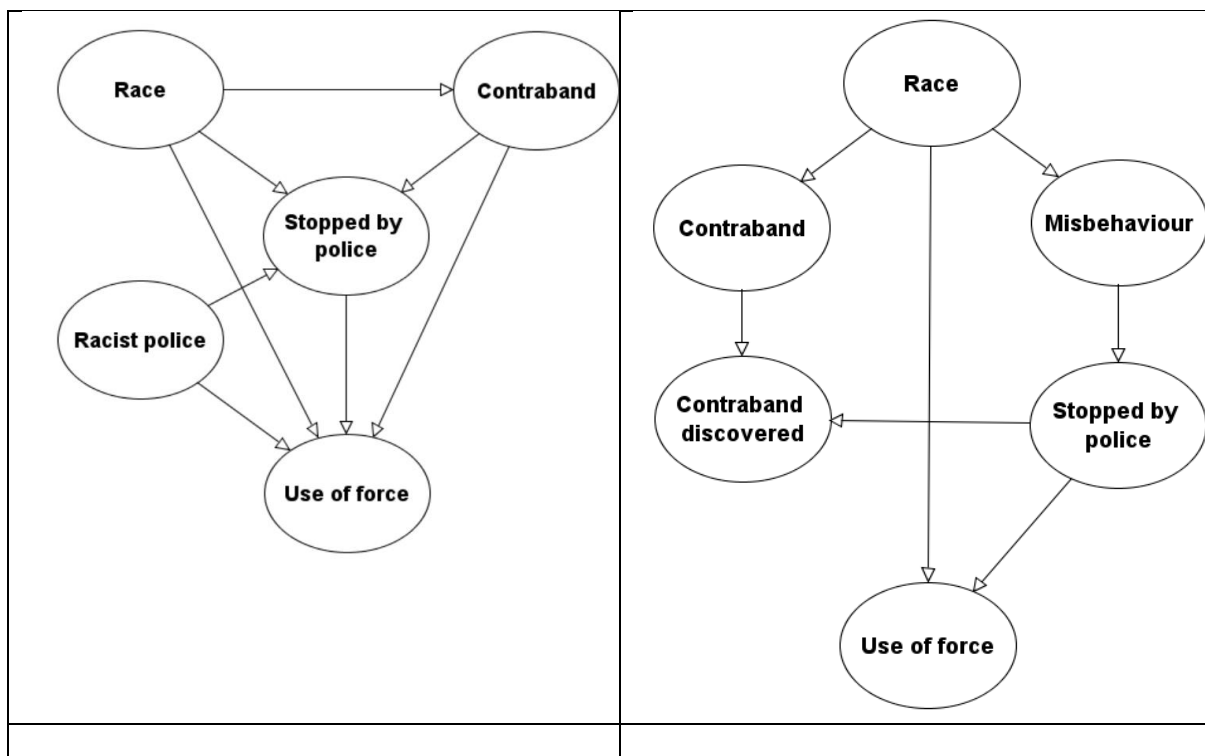 Race
Contraband
Stopped by
police
Racist police
Use of force
Race
Contraband
Misbehaviour
Contraband
discovered
Stopped by
police
Use of force